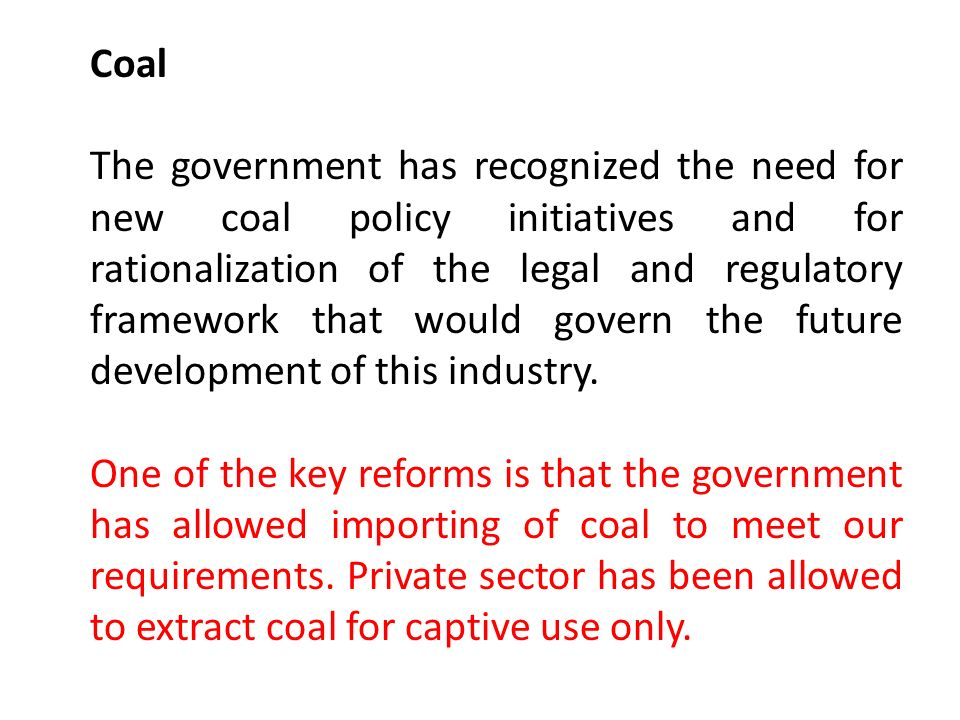 Coal
The government has recognized the need for
new coal policy initiatives and for
rationalization of the legal and regulatory
framework that would govern the future
development of this industry.
One of the key reforms is that the government
has allowed importing of coal to meet our
requirements. Private sector has been allowed
to extract coal for captive use only.